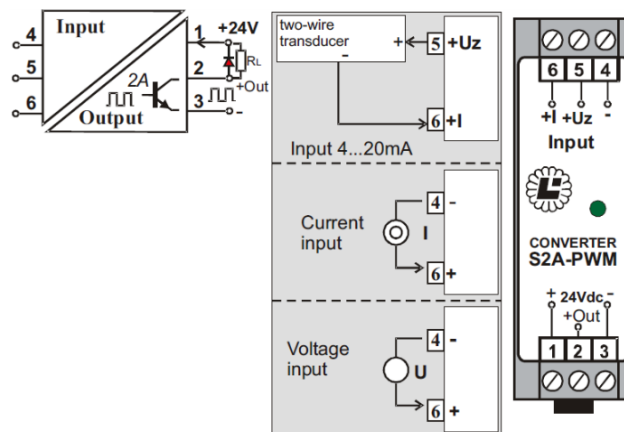 Input
4
5
6
1
2
3
+24V
RL
+Out
-
2A
Output
two-wire
transducer
+
-
5 +Uz
6 +I
Input 4...20mA
Current
input
4 -
I
6 +
Voltage
input
4 -
U
6 +
6 5 4
+I +Uz -
Input
CONVERTER
S2A-PWM
+ 24Vdc -
+Out
1 2 3